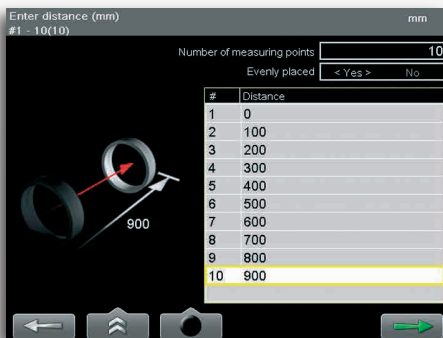 Enter distance (mm)
mm
#1 - 10(10)
Number of measuring points 10
Evenly placed < Yes > No
# Distance
1 0
2 100
3 200
4 300
5 400
6 500
7 600
8 700
9 800
10 900
900